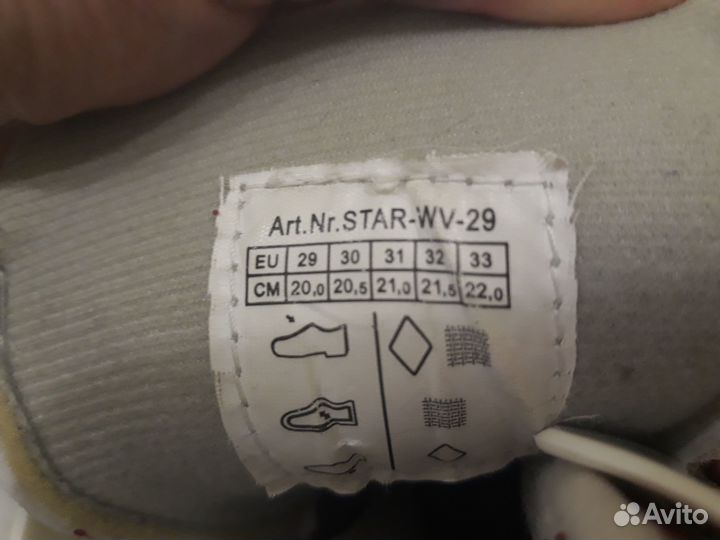 Art.Nr.STAR-WV-29
EU 29 30 31 32 33
CM 20,0 20,5 21,0 21,5 22,0
Avito